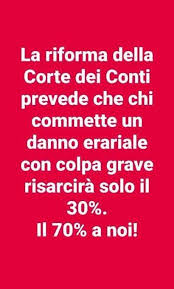 La riforma della
Corte dei Conti
prevede che chi
commette un
danno erariale
con colpa grave
risarcirà solo il
30%.
Il 70% a noi!